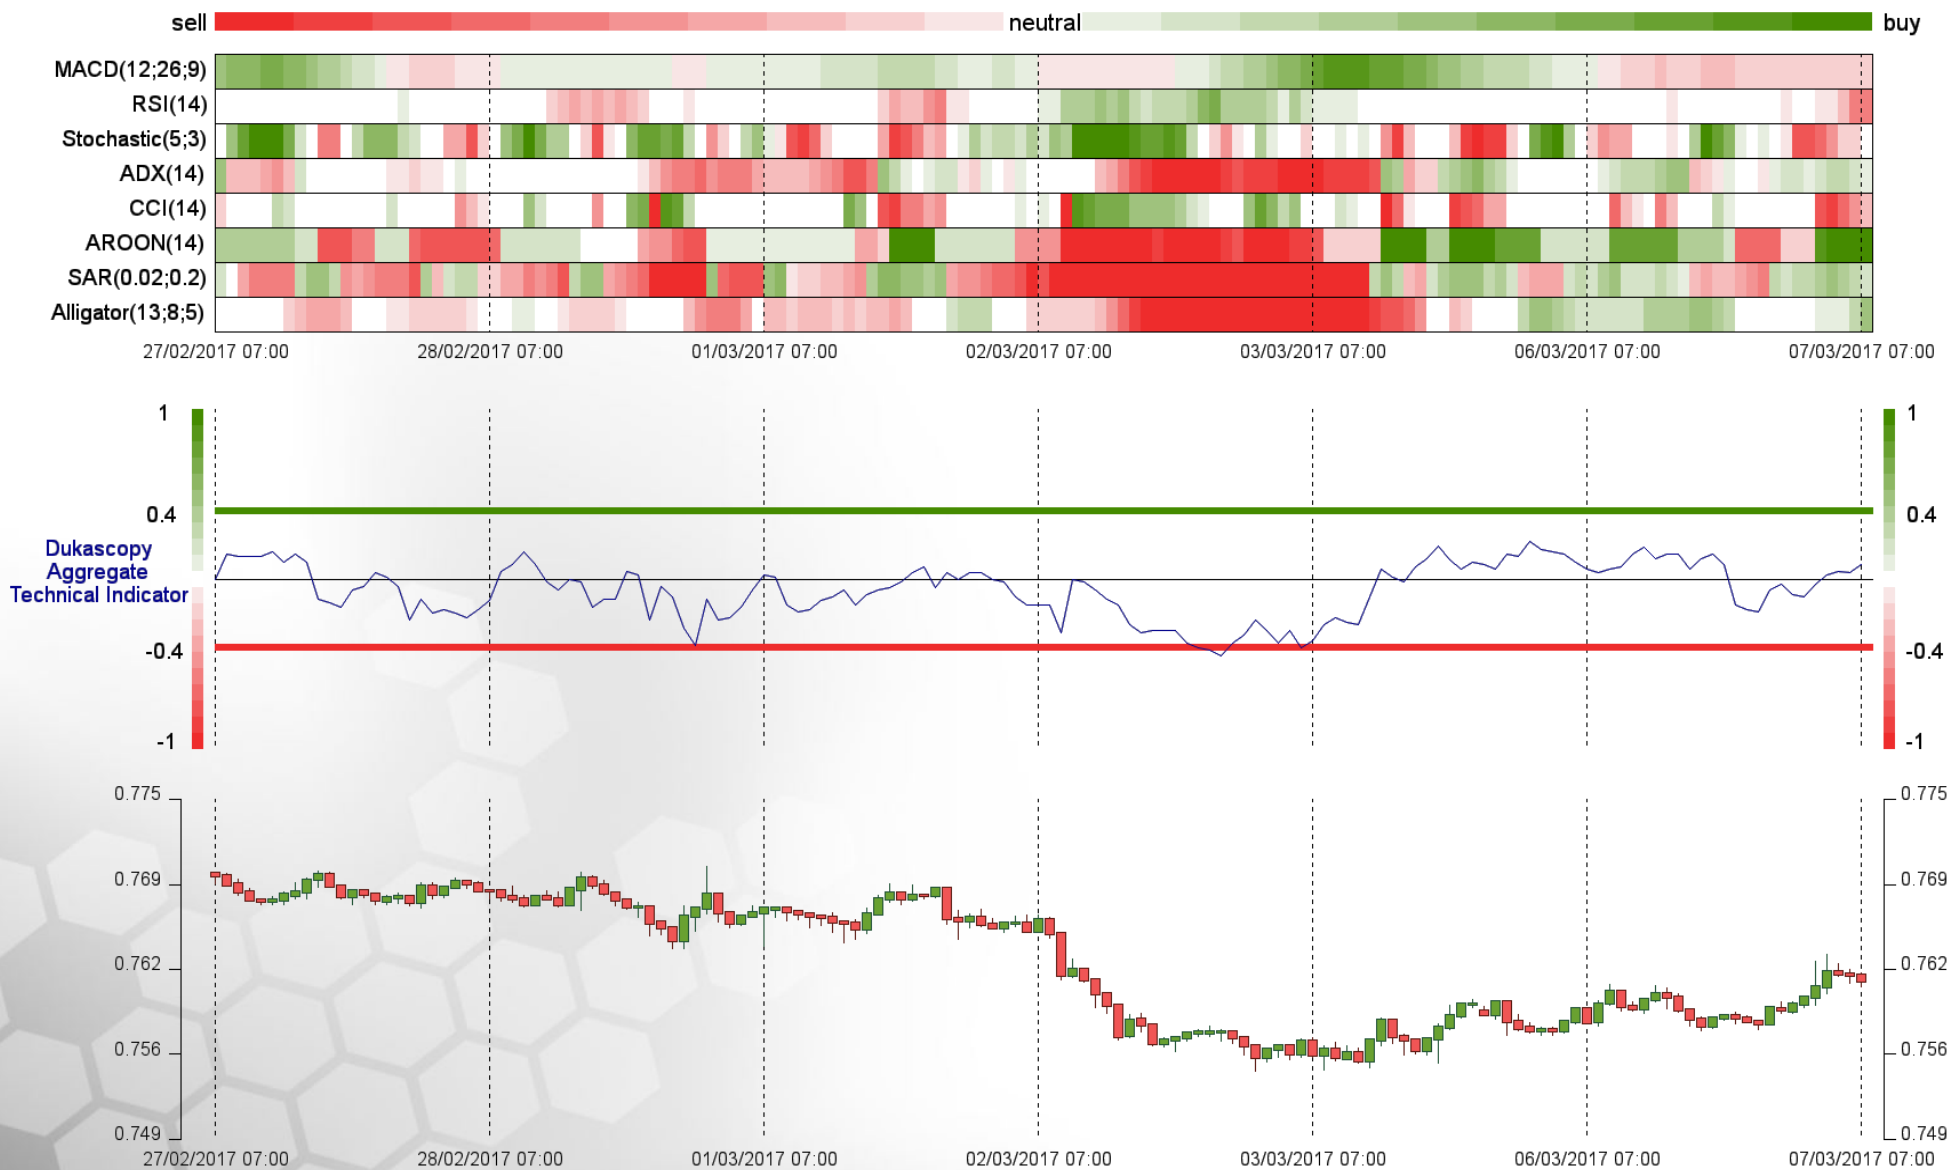 sell neutral buy
MACD(12;26;9)
RSI(14)
Stochastic(5;3)
ADX(14)
CCI(14)
AROON(14)
SAR(0.02;0.2)
Alligator(13;8;5)
27/02/2017 07:00 28/02/2017 07:00 01/03/2017 07:00 02/03/2017 07:00 03/03/2017 07:00 06/03/2017 07:00 07/03/2017 07:00
1 1
0.4 0.4
Dukascopy
Aggregate
Technical Indicator
-0.4 -0.4
-1 -1
0.775 0.775
0.769 0.769
0.762 0.762
0.756 0.756
0.749 0.749
27/02/2017 07:00 28/02/2017 07:00 01/03/2017 07:00 02/03/2017 07:00 03/03/2017 07:00 06/03/2017 07:00 07/03/2017 07:00